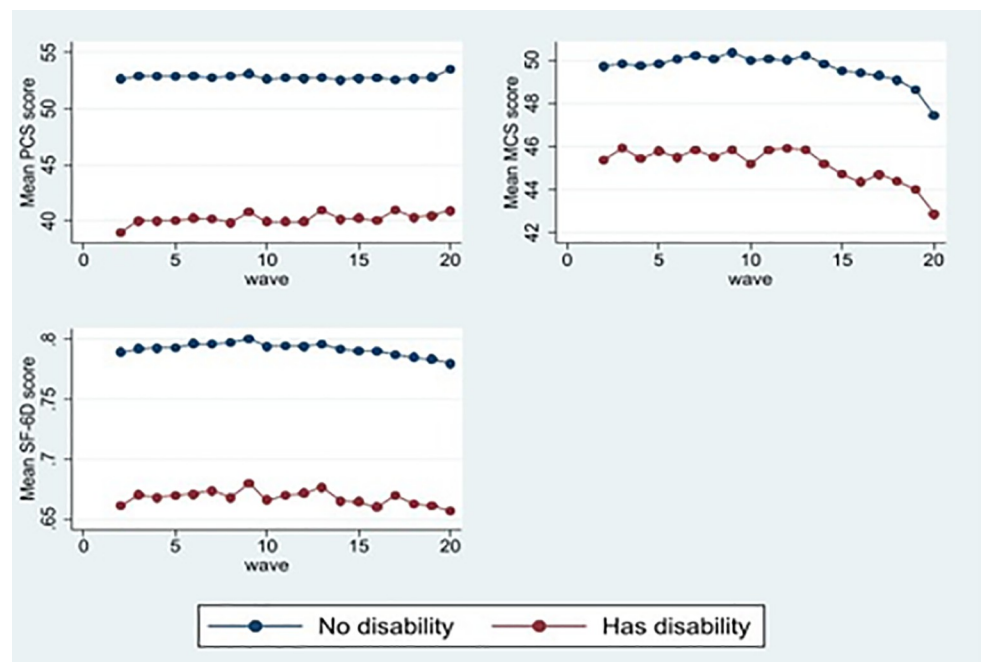 Mean PCS score
55
50
45
40
0 5 10 15 20
wave
Mean MCS score
50
48
46
44
42
0 5 10 15 20
wave
Mean SF-6D score
.8
.75
.7
.65
0 5 10 15 20
wave
No disability Has disability